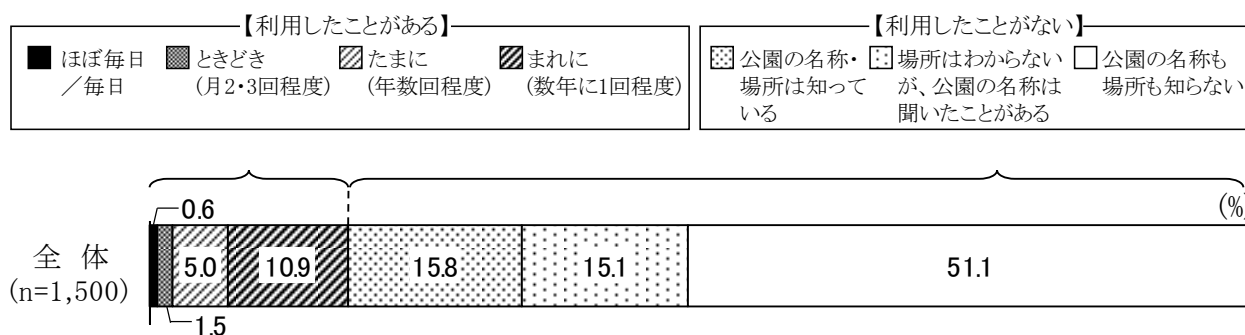 【利用したことがある】
ほぼ毎日
／毎日
ときどき
(月2・3回程度)
たまに
(年数回程度)
まれに
(数年に1回程度)
【利用したことがない】
公園の名称・
場所は知って
いる
場所はわからない
が、公園の名称は
聞いたことがある
公園の名称も
場所も知らない
(%)
全 体
(n=1,500)
0.6
1.5
5.0
10.9
15.8
15.1
51.1